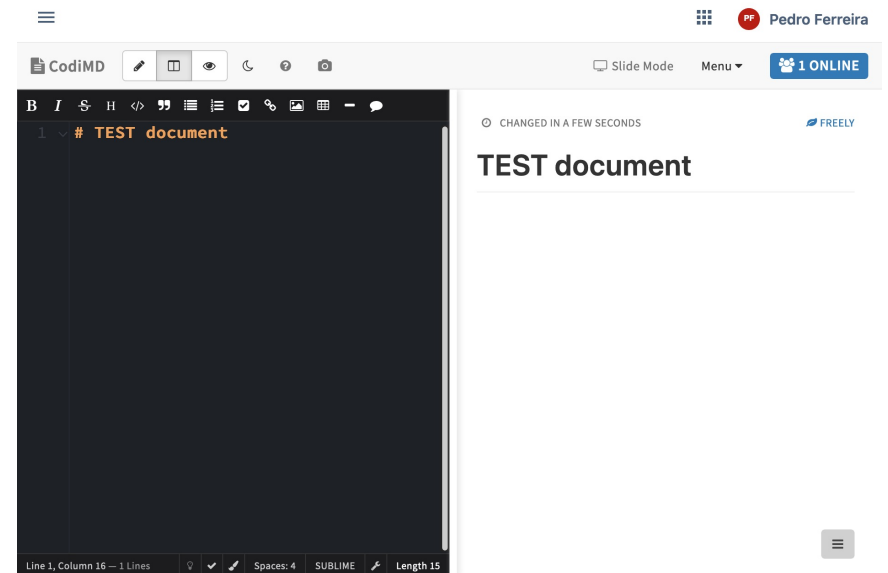 PF Pedro Ferreira
CodiMD Slide Mode Menu 1 ONLINE
B I S H </>
1 # TEST document
CHANGED IN A FEW SECONDS FREELY
TEST document
Line 1, Column 16 — 1 Lines Spaces: 4 SUBLIME Length 15